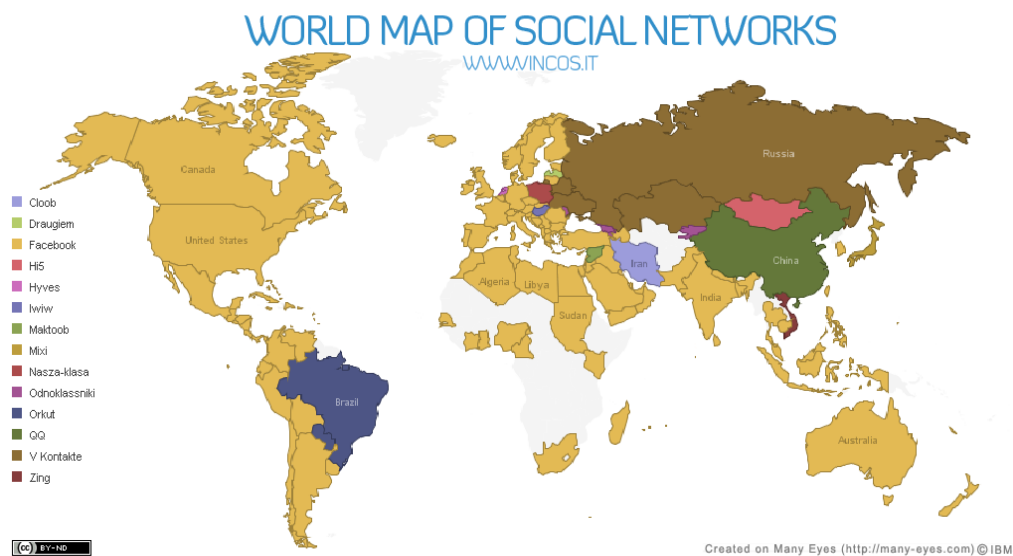 WORLD MAP OF SOCIAL NETWORKS
WWW.VINCOS.IT
Russia
Canada
Cloob
Draugiem
United States
Facebook
Iran
China
Hi5
Algeria
Libya
Hyves
India
Iwiw
Sudan
Maktoob
Mixi
Nasza-klasa
Odnoklassniki
Brazil
Orkut
QQ
Australia
V Kontakte
Zing
cc BY-ND
Created on Many Eyes (http://many-eyes.com) © IBM